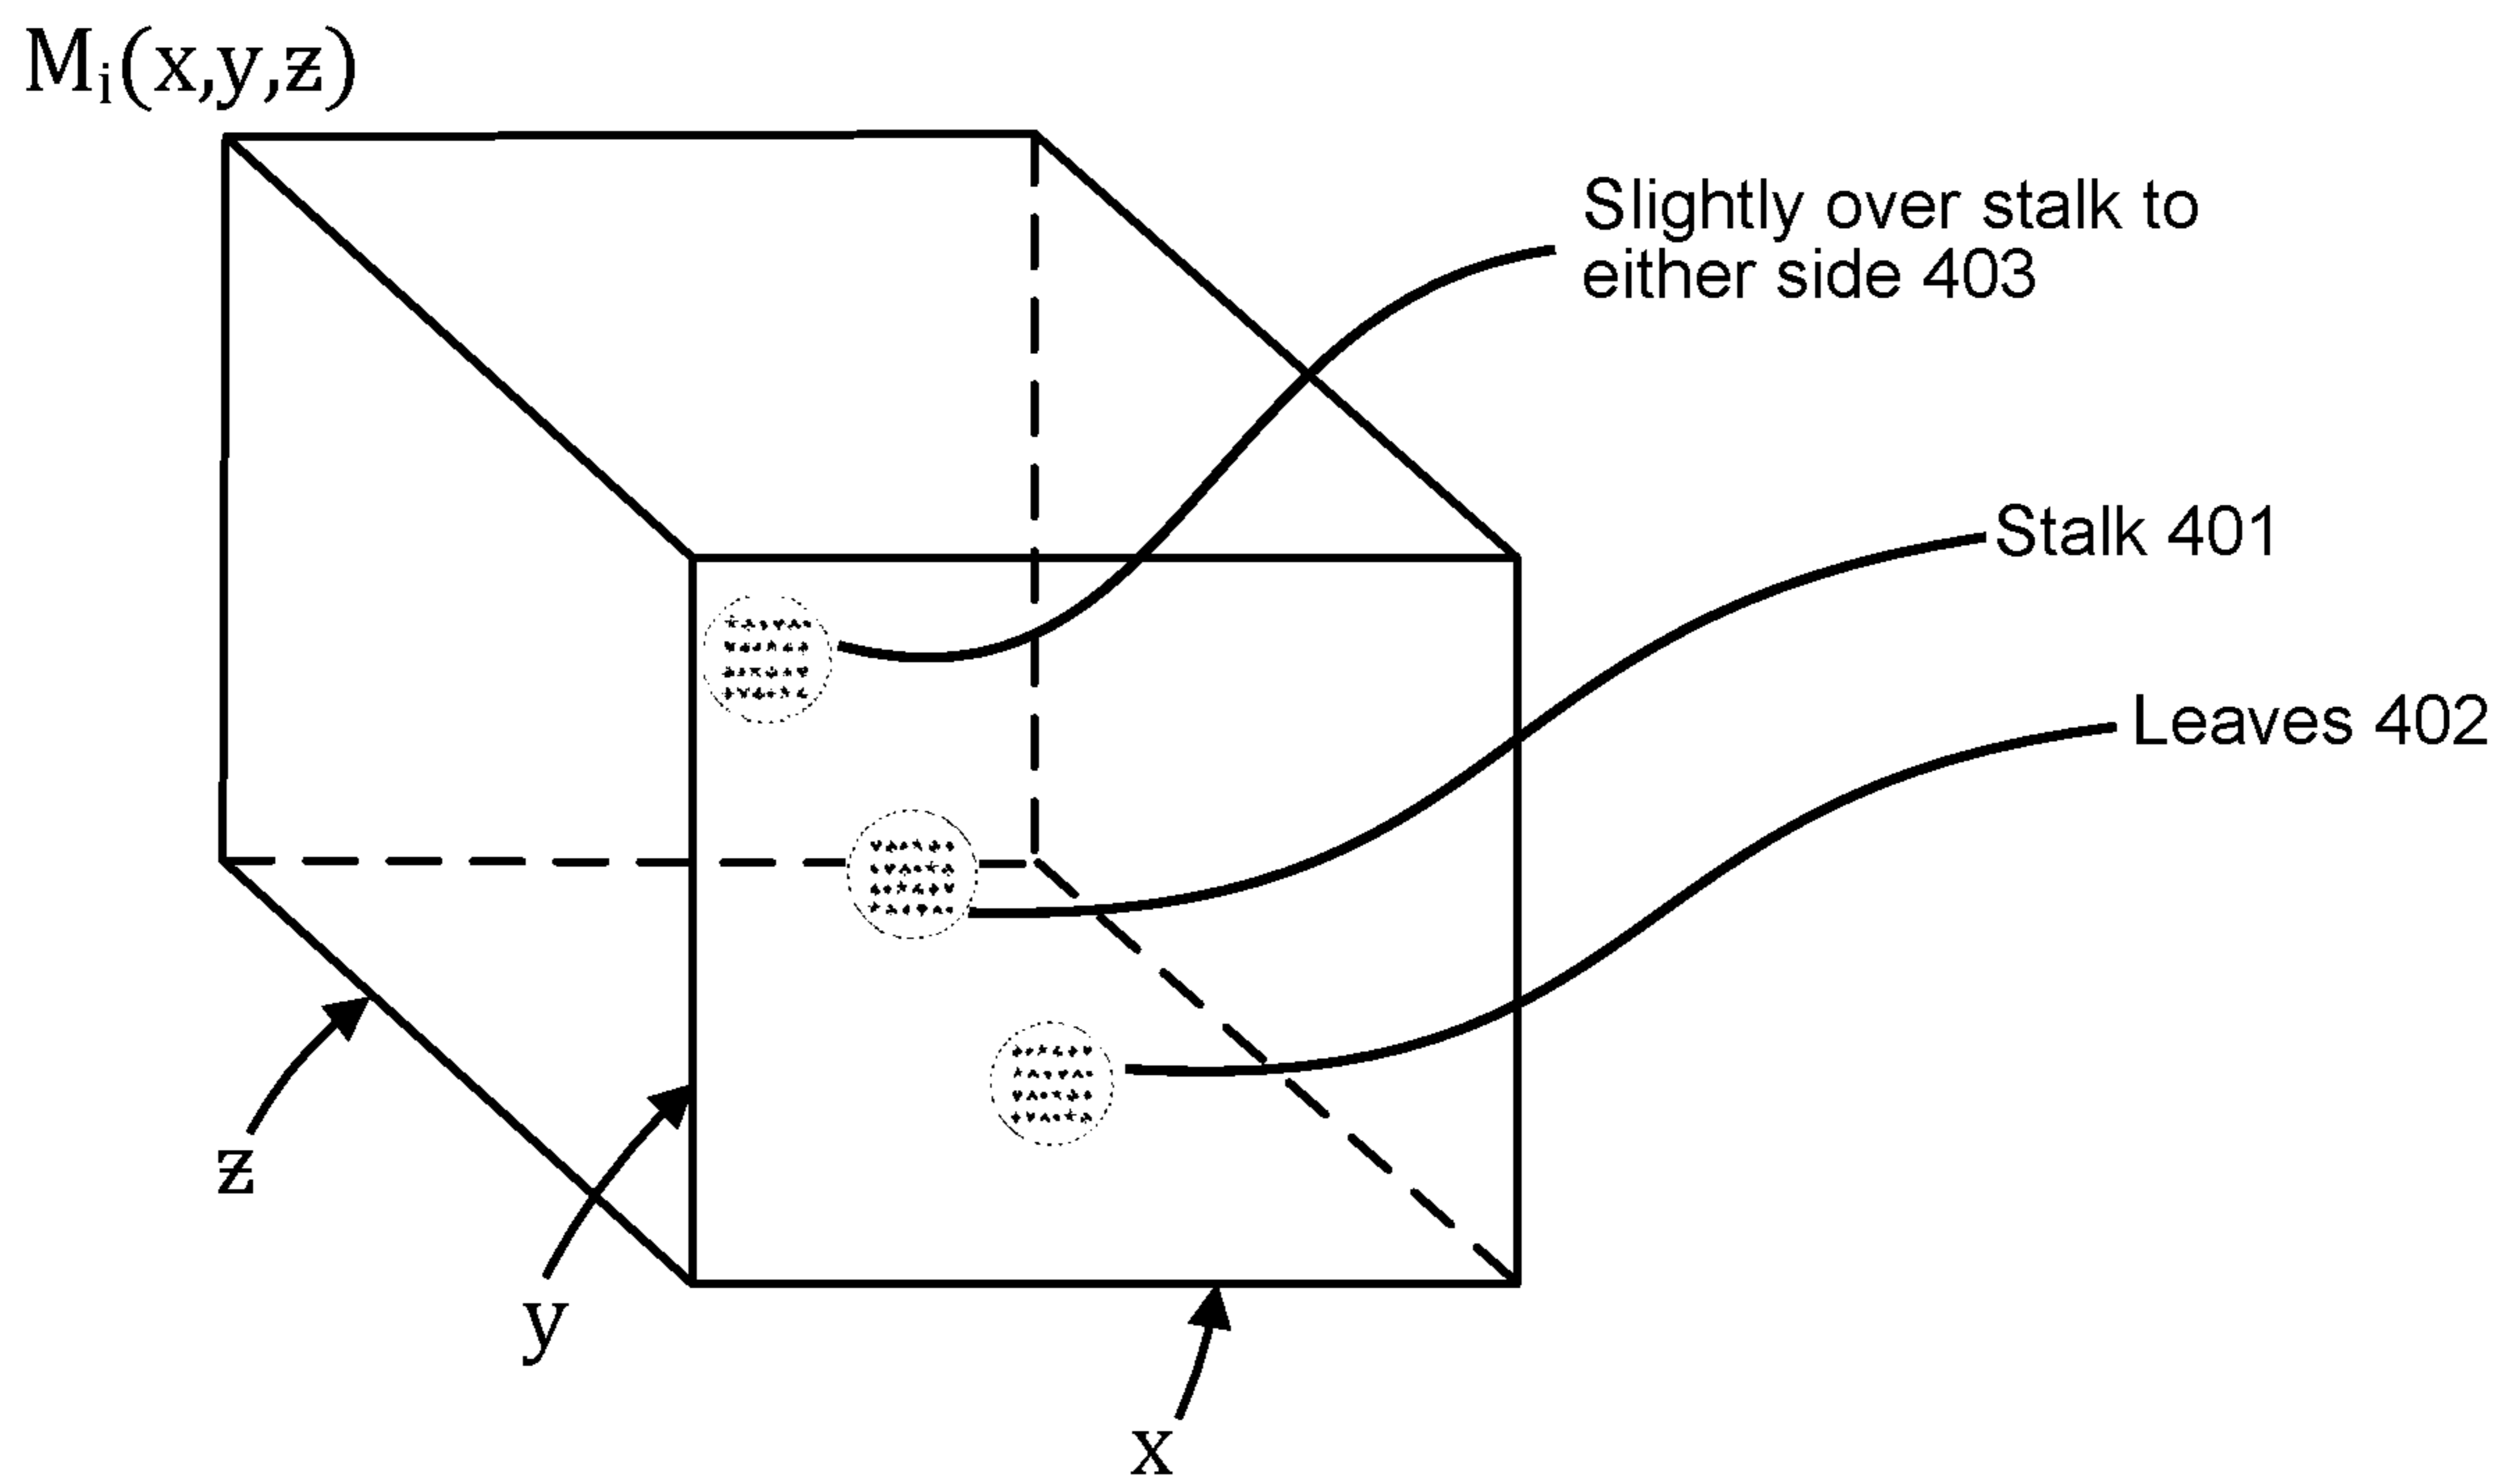 Mᵢ(x,y,z)
Slightly over stalk to
either side 403
Stalk 401
Leaves 402
z
y
x